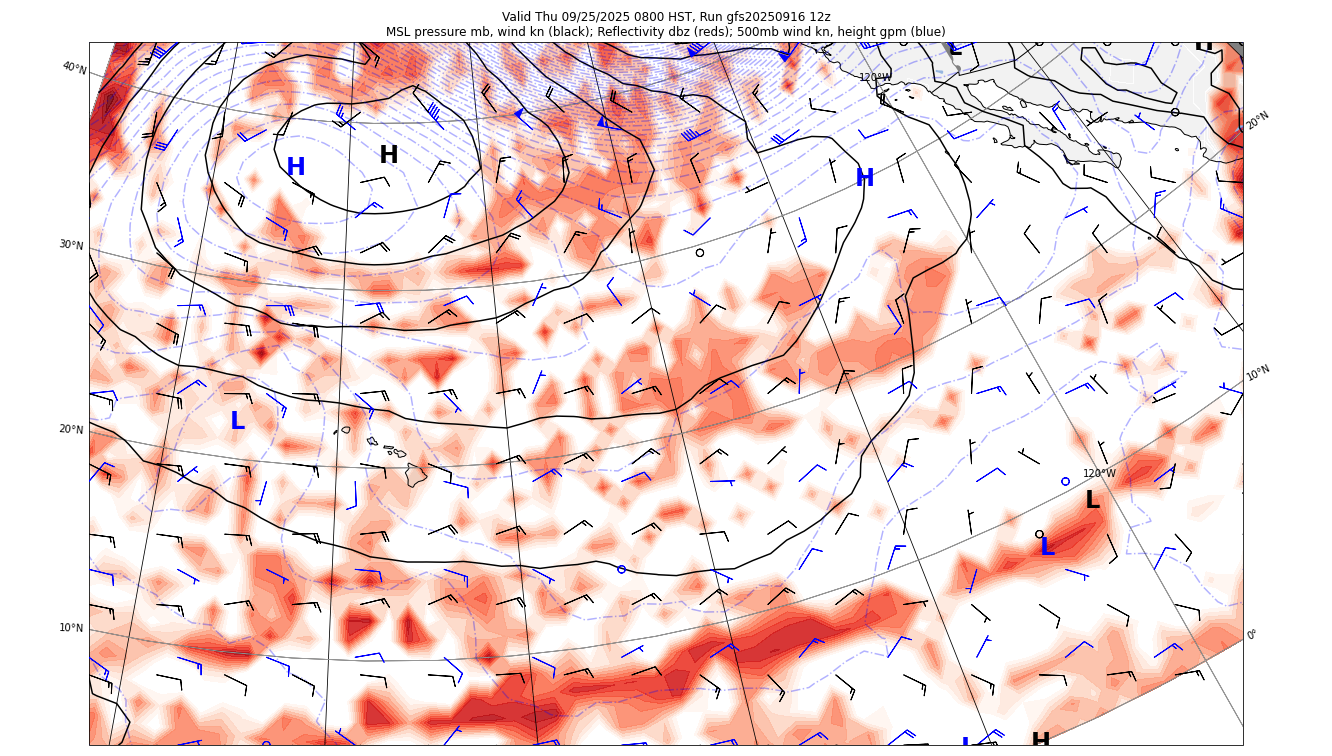 Valid Thu 09/25/2025 0800 HST, Run gfs20250916 12z
MSL pressure mb, wind kn (black); Reflectivity dbz (reds); 500mb wind kn, height gpm (blue)
L H
40°N 120°W
20°N
H H H
30°N
10°N
L
20°N
120°W
L
L
10°N
0°
L H